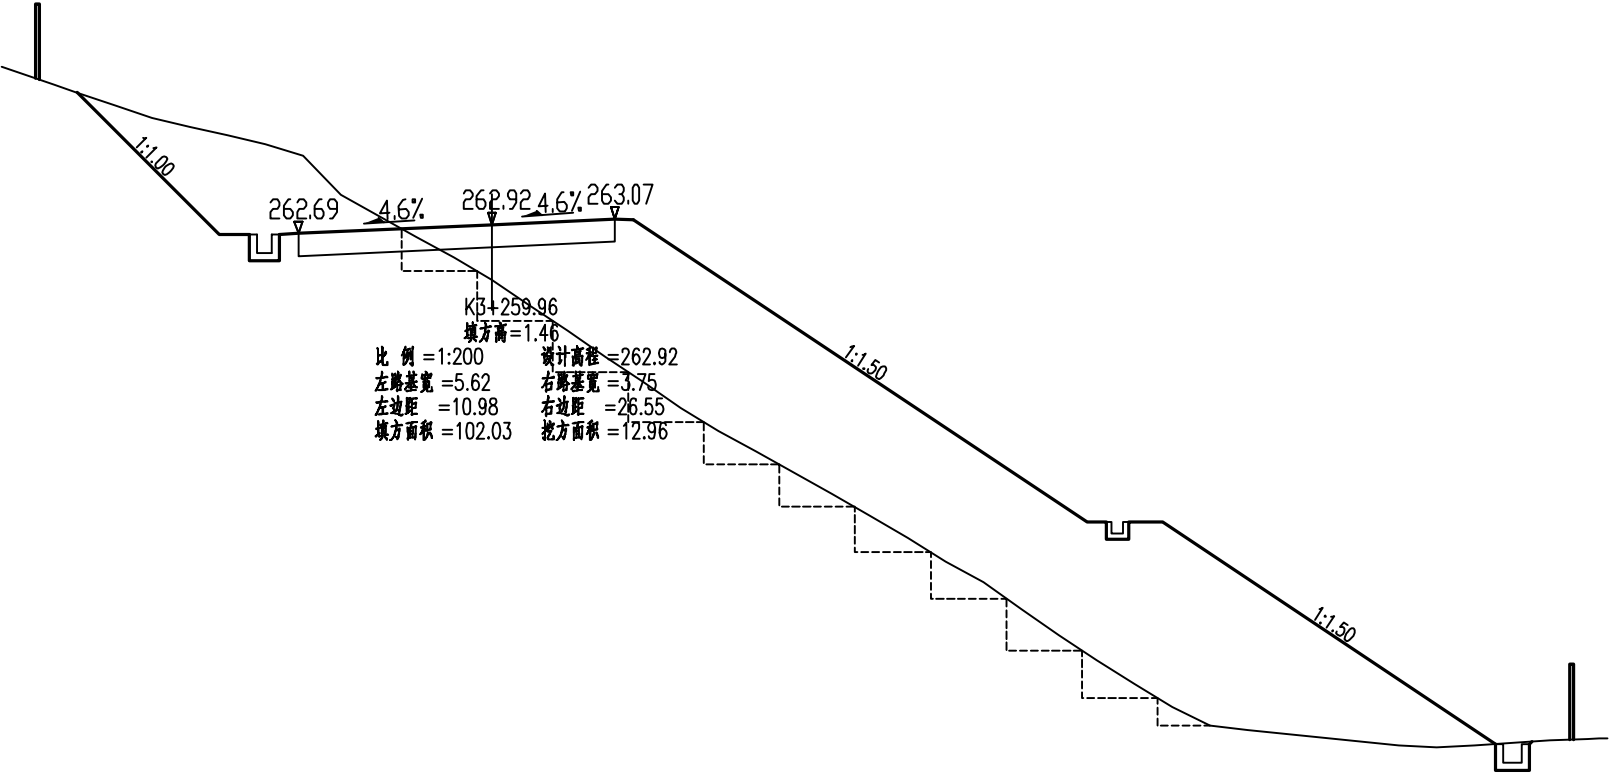 1:1.00
262.69
4.6%
262.92
4.6%
263.07
K3+259.96
填方高=1.46
比 例 =1:200 设计高程 =262.92
左路基宽 =5.62 右路基宽 =3.75
左边距 =10.98 右边距 =26.55
填方面积 =102.03 挖方面积 =12.96
1:1.50
1:1.50